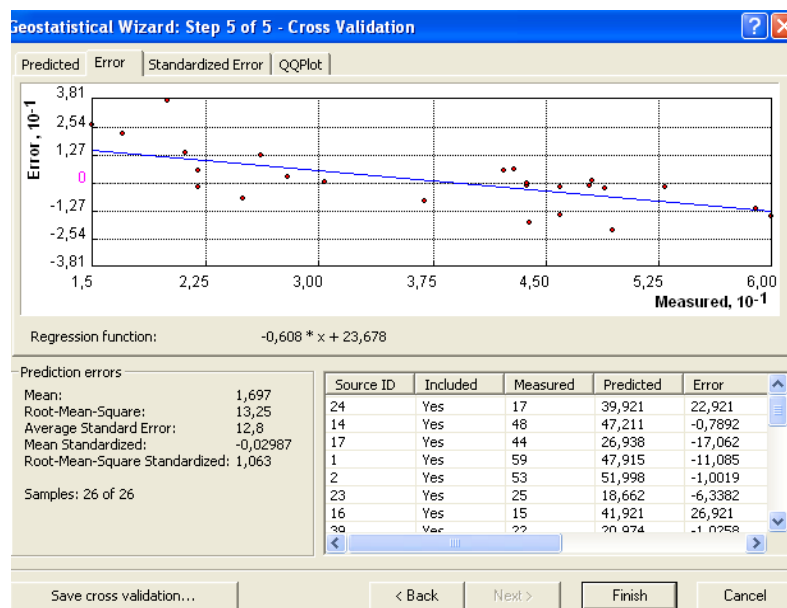 Geostatistical Wizard: Step 5 of 5 - Cross Validation
Predicted Error Standardized Error QQPlot
3,81
2,54
1,27
0
-1,27
-2,54
-3,81
Error, 10-1
1,5 2,25 3,00 3,75 4,50 5,25 6,00
Measured, 10-1
Regression function: -0,608 * x + 23,678
Prediction errors
Mean: 1,697
Root-Mean-Square: 13,25
Average Standard Error: 12,8
Mean Standardized: -0,02987
Root-Mean-Square Standardized: 1,063
Samples: 26 of 26
Source ID Included Measured Predicted Error
24 Yes 17 39,921 22,921
14 Yes 48 47,211 -0,7892
17 Yes 44 26,938 -17,062
1 Yes 59 47,915 -11,085
2 Yes 53 51,998 -1,0019
23 Yes 25 18,662 -6,3382
16 Yes 15 41,921 26,921
39 Yes 22 20,974 -1,0258
Save cross validation... < Back Next > Finish Cancel